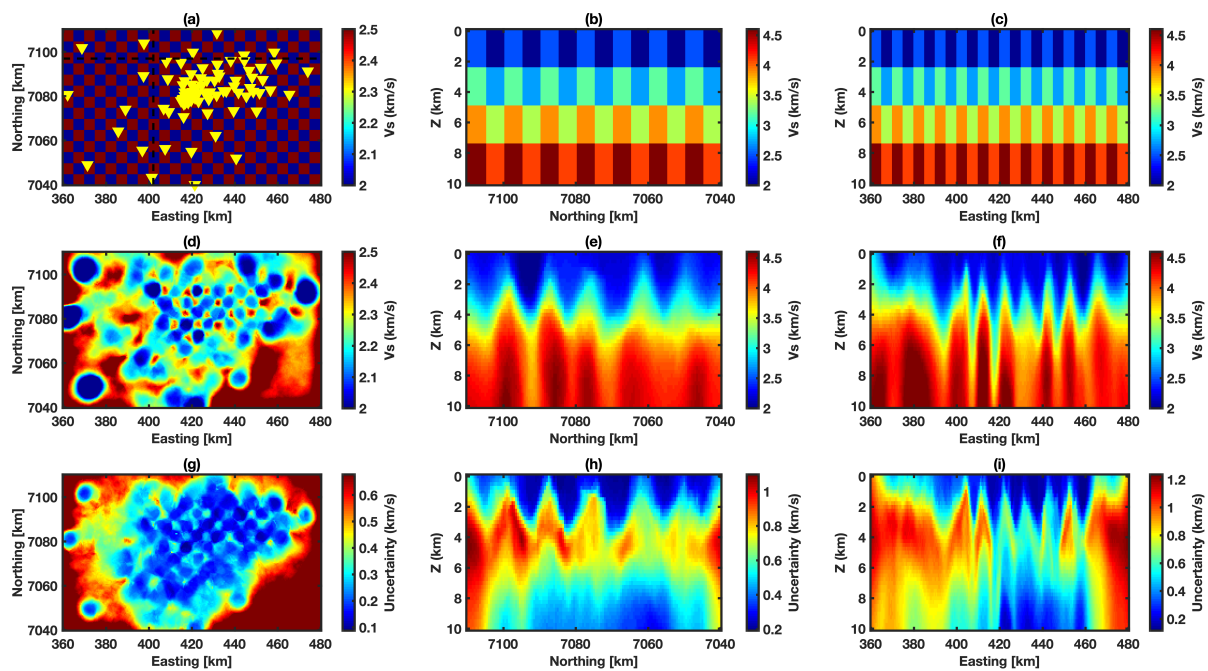 (a)
7100
7080
7060
7040
Northing [km]
360 380 400 420 440 460 480
Easting [km]
2.5
2.4
2.3
2.2
2.1
2
Vs (km/s)
(b)
0
2
4
6
8
10
Z (km)
7100 7080 7060 7040
Northing [km]
4.5
4
3.5
3
2.5
2
Vs (km/s)
(c)
0
2
4
6
8
10
Z (km)
360 380 400 420 440 460 480
Easting [km]
4.5
4
3.5
3
2.5
2
Vs (km/s)
(d)
7100
7080
7060
7040
Northing [km]
360 380 400 420 440 460 480
Easting [km]
2.5
2.4
2.3
2.2
2.1
2
Vs (km/s)
(e)
0
2
4
6
8
10
Z (km)
7100 7080 7060 7040
Northing [km]
4.5
4
3.5
3
2.5
2
Vs (km/s)
(f)
0
2
4
6
8
10
Z (km)
360 380 400 420 440 460 480
Easting [km]
4.5
4
3.5
3
2.5
2
Vs (km/s)
(g)
7100
7080
7060
7040
Northing [km]
360 380 400 420 440 460 480
Easting [km]
0.6
0.5
0.4
0.3
0.2
0.1
Uncertainty (km/s)
(h)
0
2
4
6
8
10
Z (km)
7100 7080 7060 7040
Northing [km]
1
0.8
0.6
0.4
0.2
Uncertainty (km/s)
(i)
0
2
4
6
8
10
Z (km)
360 380 400 420 440 460 480
Easting [km]
1.2
1
0.8
0.6
0.4
0.2
Uncertainty (km/s)